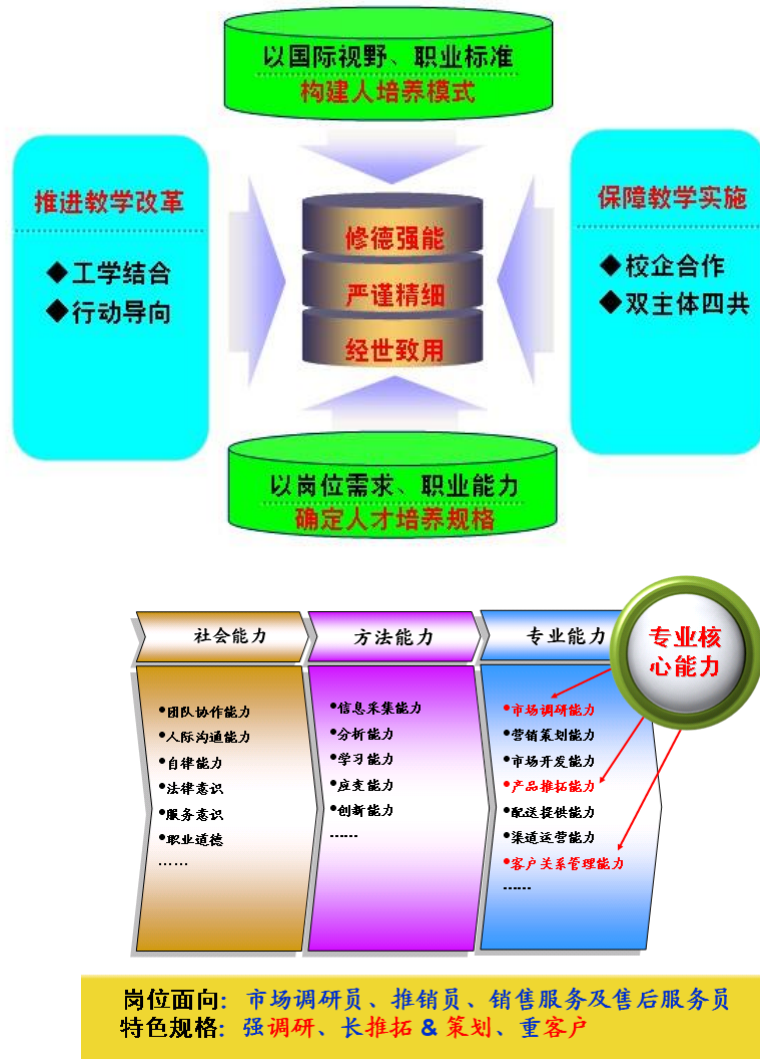 以国际视野、职业标准
构建人培养模式
推进教学改革
◆工学结合
◆行动导向
修德强能
严谨精细
经世致用
保障教学实施
◆校企合作
◆双主体四共
以岗位需求、职业能力
确定人才培养规格
社会能力
•团队协作能力
•人际沟通能力
•自律能力
•法律意识
•服务意识
•职业道德
……
方法能力
•信息采集能力
•分析能力
•学习能力
•应变能力
•创新能力
……
专业能力
•市场调研能力
•营销策划能力
•市场开发能力
•产品推拓能力
•配送提供能力
•渠道运营能力
•客户关系管理能力
……
专业核
心能力
岗位面向：市场调研员、推销员、销售服务及售后服务员
特色规格：强调研、长推拓 & 策划、重客户